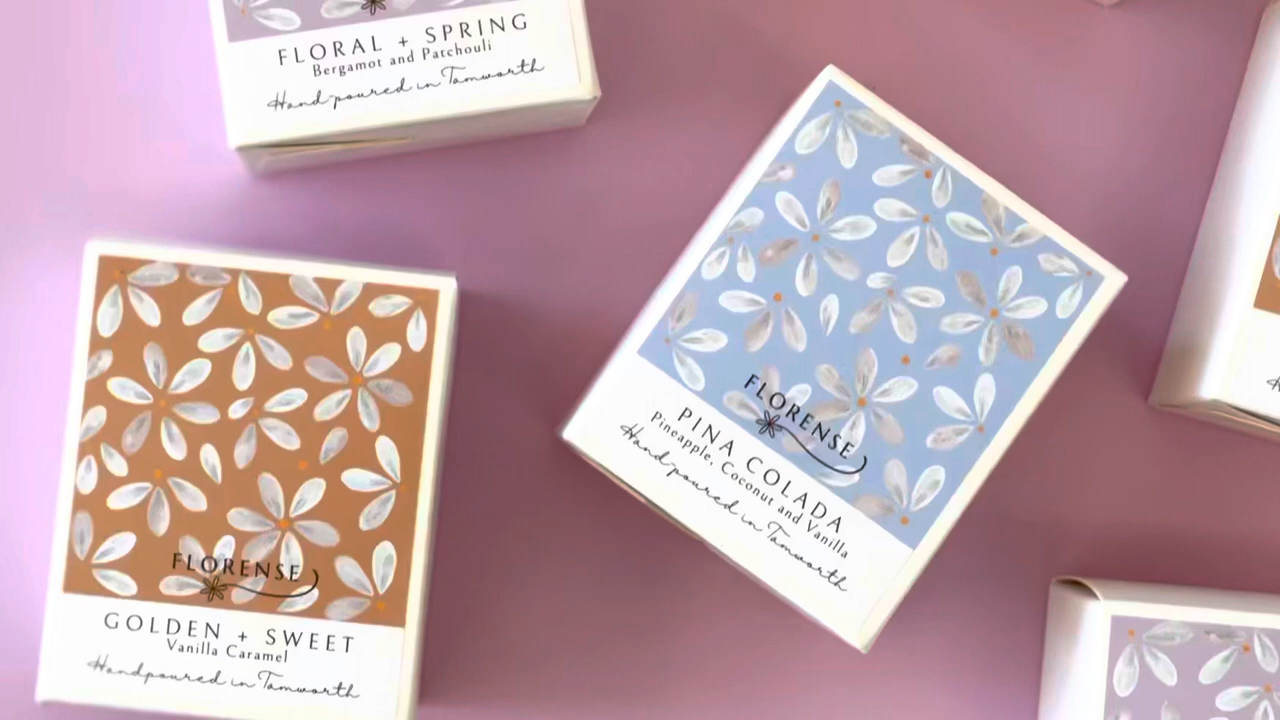 FLORAL + SPRING
Bergamot and Patchouli
Hand-poured in Tamworth
FLORENSE
PINA COLADA
Pineapple, Coconut and Vanilla
Hand-poured in Tamworth
FLORENSE
GOLDEN + SWEET
Vanilla Caramel
Handpoured in Tamworth